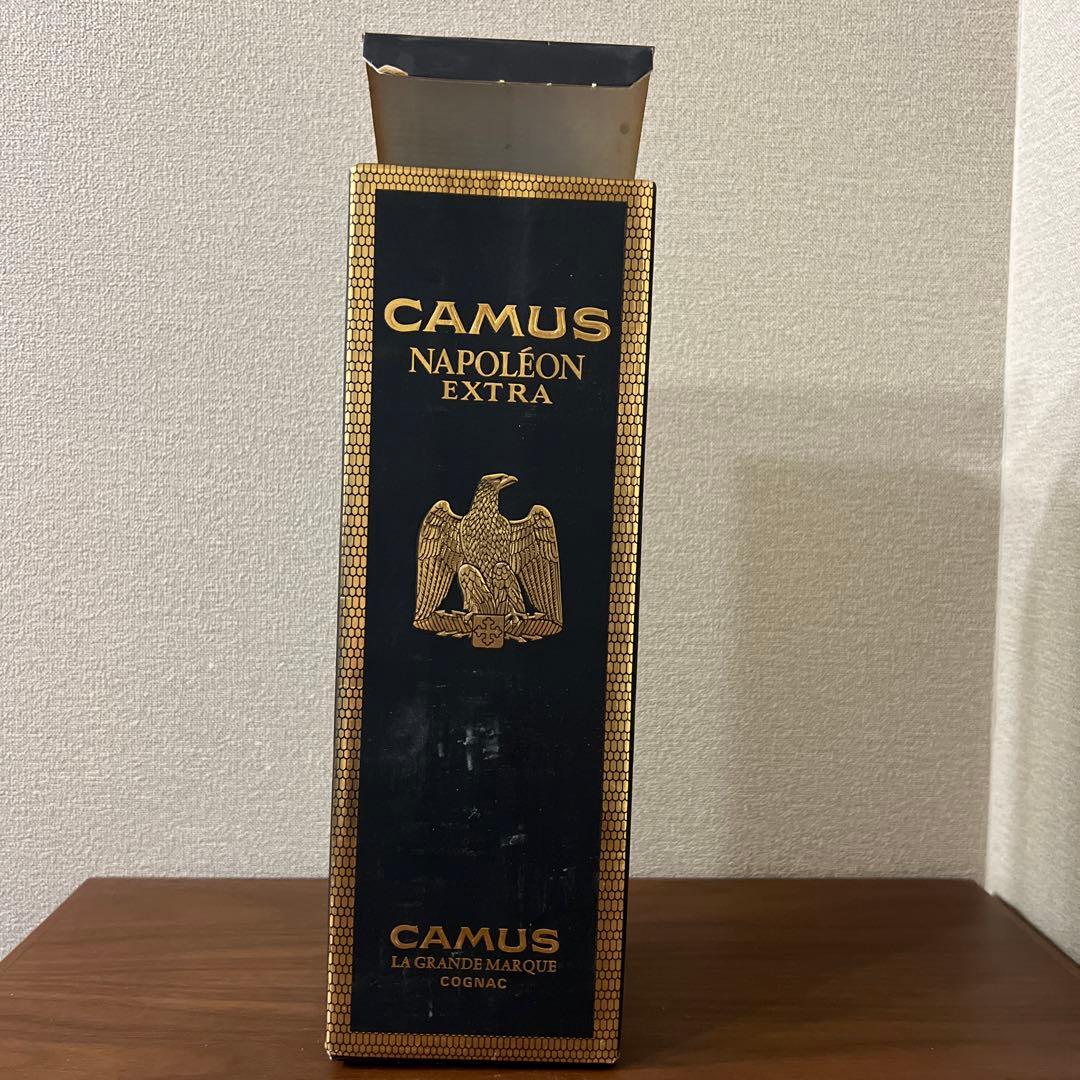 CAMUS
NAPOLÉON
EXTRA
CAMUS
LA GRANDE MARQUE
COGNAC